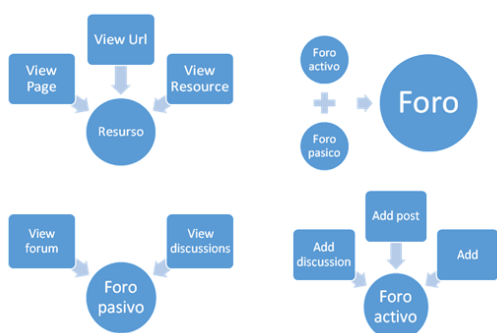 View Url
View
Page
View
Resource
Resurso
Foro
activo
Foro
pasico
Foro
View
forum
View
discussions
Foro
pasivo
Add post
Add
discussion
Add
Foro
activo